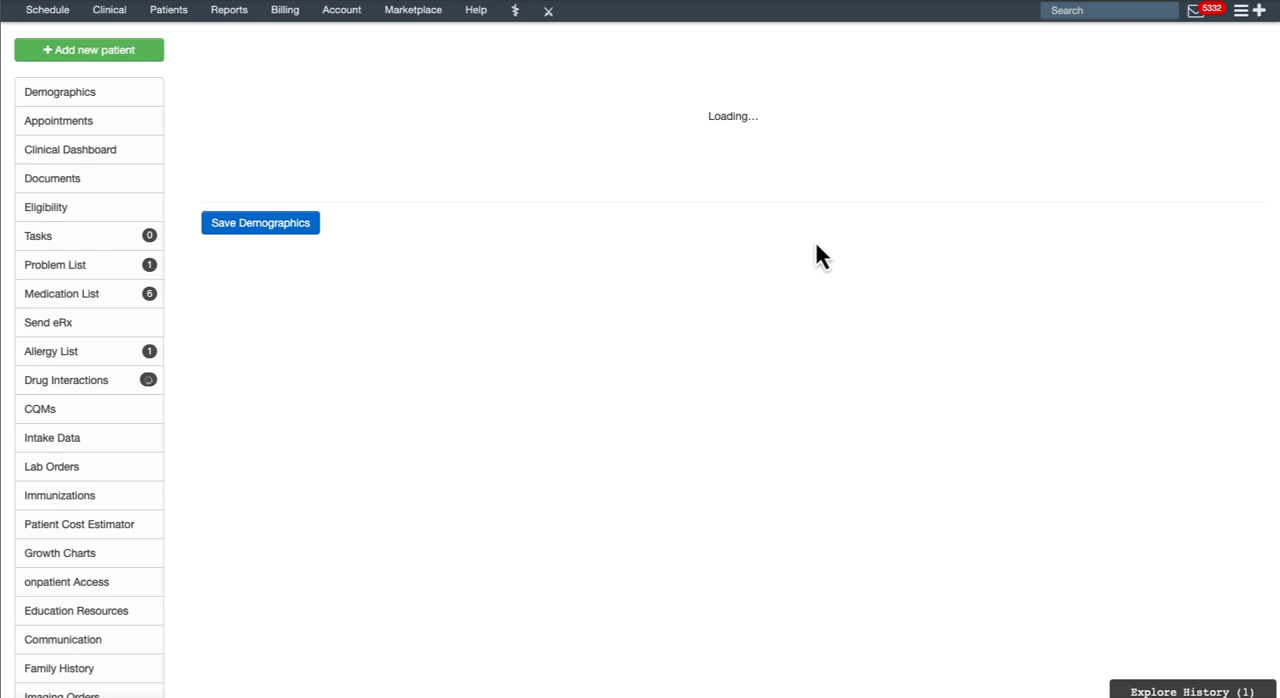 Schedule Clinical Patients Reports Billing Account Marketplace Help Search 5332
+ Add new patient
Demographics
Loading...
Appointments
Clinical Dashboard
Documents
Eligibility
Save Demographics
Tasks 0
Problem List 1
Medication List 6
Send eRx
Allergy List 1
Drug Interactions
CQMs
Intake Data
Lab Orders
Immunizations
Patient Cost Estimator
Growth Charts
onpatient Access
Education Resources
Communication
Family History
Imaging Orders
Explore History (1)